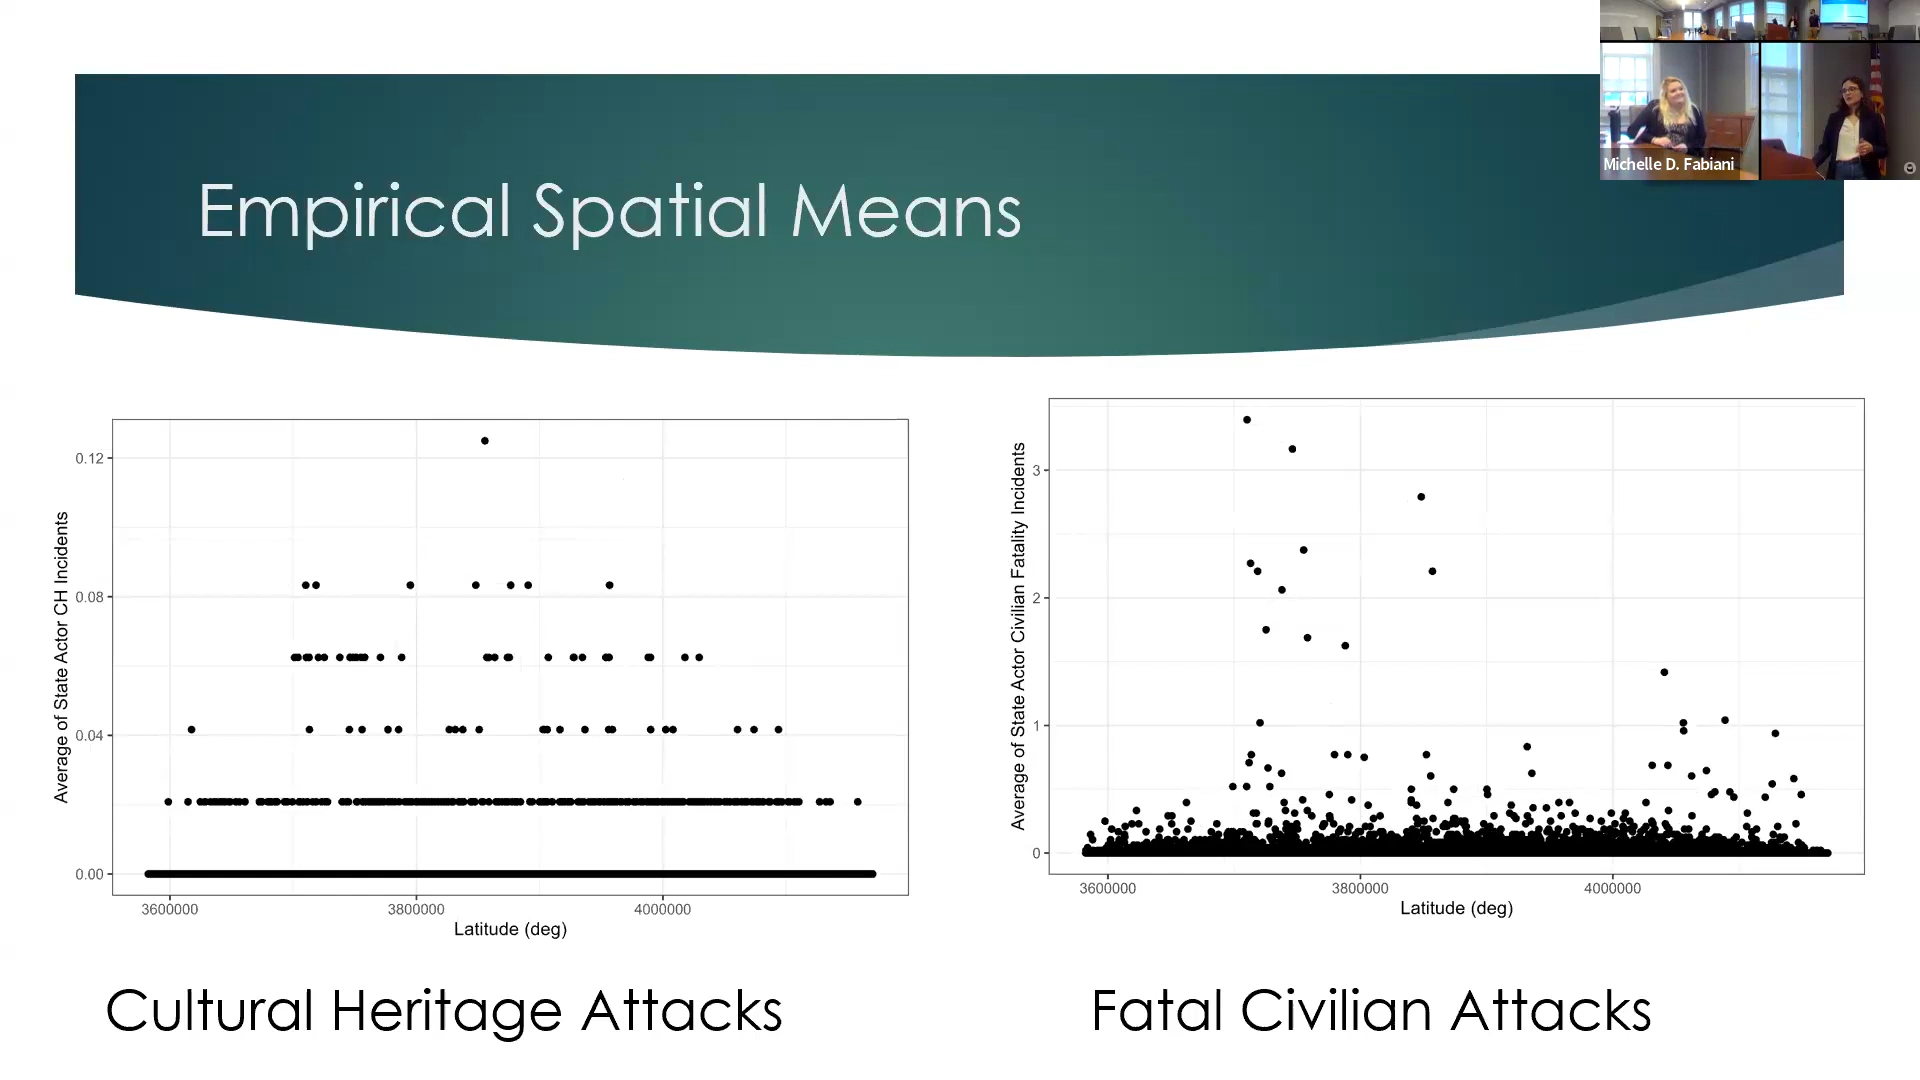 Michelle D. Fabiani
Empirical Spatial Means
Average of State Actor CH Incidents
0.12
0.08
0.04
0.00
3600000 3800000 4000000
Latitude (deg)
Cultural Heritage Attacks
Average of State Actor Civilian Fatality Incidents
3
2
1
0
3600000 3800000 4000000
Latitude (deg)
Fatal Civilian Attacks